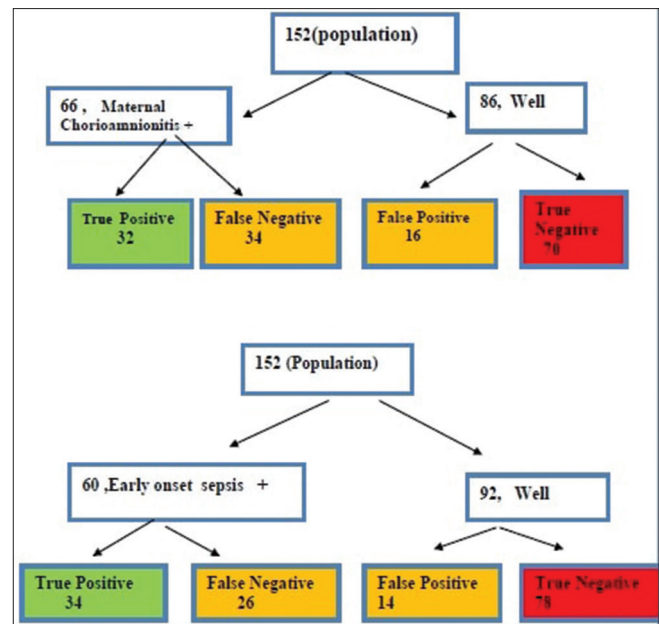 152(population)
66 , Maternal
Chorioamnionitis +
86, Well
True Positive
32
False Negative
34
False Positive
16
True
Negative
70
152 (Population)
60 ,Early onset sepsis +
92, Well
True Positive
34
False Negative
26
False Positive
14
True Negative
78